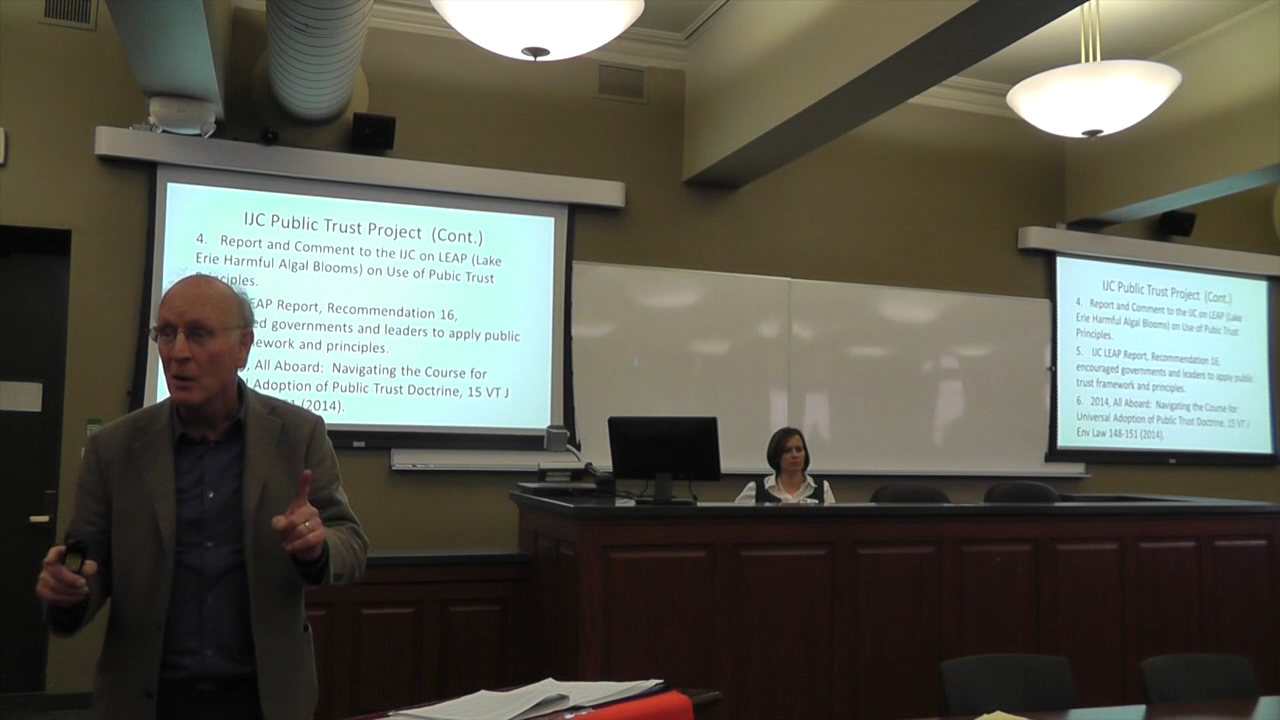 IJC Public Trust Project (Cont.)
4. Report and Comment to the IJC on LEAP (Lake
Erie Harmful Algal Blooms) on Use of Pubic Trust
ciples.
EAP Report, Recommendation 16,
ed governments and leaders to apply public
ework and principles.
, All Aboard: Navigating the Course for
Adoption of Public Trust Doctrine, 15 VT J
(2014).
IJC Public Trust Project (Cont.)
4. Report and Comment to the IJC on LEAP (Lake
Erie Harmful Algal Blooms) on Use of Pubic Trust
Principles.
5. IJC LEAP Report, Recommendation 16,
encouraged governments and leaders to apply public
trust framework and principles.
6. 2014, All Aboard: Navigating the Course for
Universal Adoption of Public Trust Doctrine, 15 VT J
Env Law 148-151 (2014).